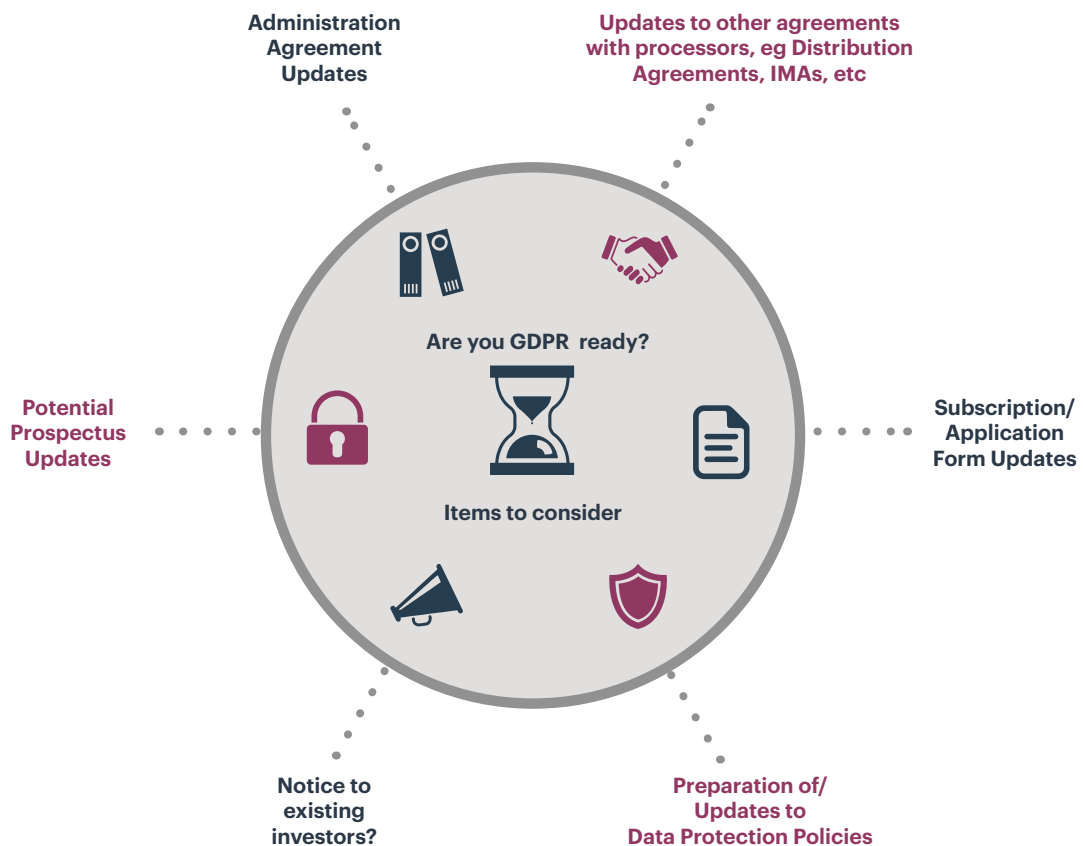 Administration
Agreement
Updates
Updates to other agreements
with processors, eg Distribution
Agreements, IMAs, etc
Are you GDPR ready?
Potential
Prospectus
Updates
Subscription/
Application
Form Updates
Items to consider
Notice to
existing
investors?
Preparation of/
Updates to
Data Protection Policies